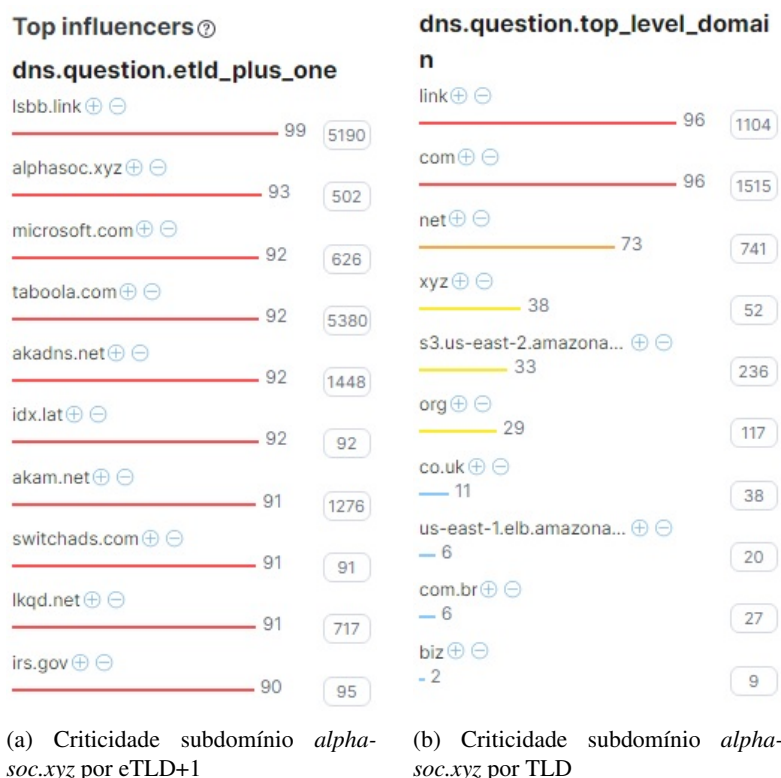 Top influencers
dns.question.etld_plus_one
lsbb.link
99 5190
alphasoc.xyz
93 502
microsoft.com
92 626
taboola.com
92 5380
akadns.net
92 1448
idx.lat
92 92
akam.net
91 1276
switchads.com
91 91
lkqd.net
91 717
irs.gov
90 95
(a) Criticidade subdomínio alpha-
soc.xyz por eTLD+1
dns.question.top_level_domai
n
link
96 1104
com
96 1515
net
73 741
xyz
38 52
s3.us-east-2.amazona...
33 236
org
29 117
co.uk
11 38
us-east-1.elb.amazona...
6 20
com.br
6 27
biz
2 9
(b) Criticidade subdomínio alpha-
soc.xyz por TLD